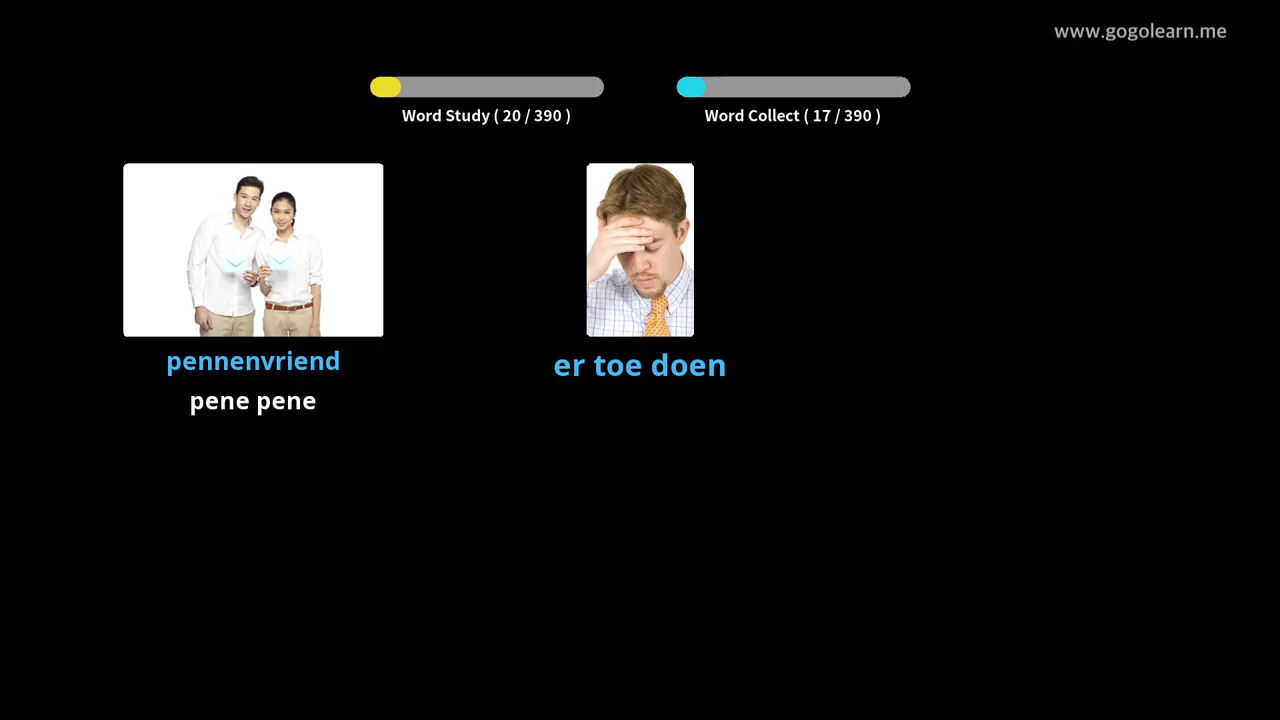 www.gogolearn.me
Word Study ( 20 / 390 )
Word Collect ( 17 / 390 )
pennenvriend
pene pene
er toe doen